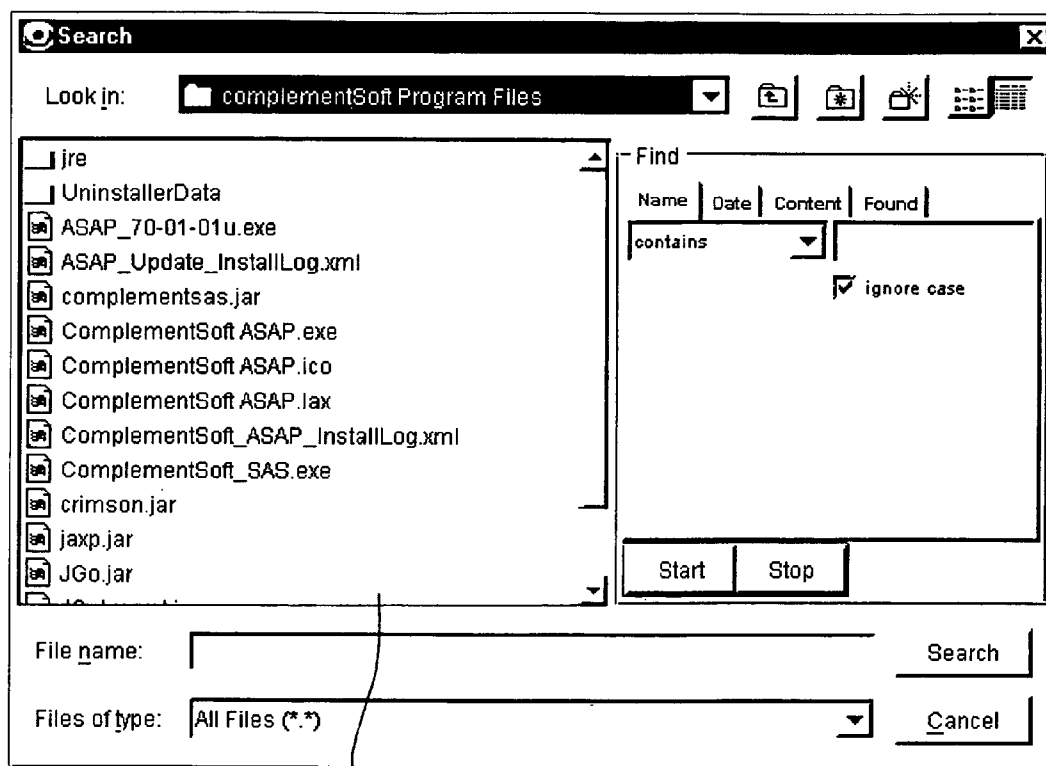 Search
Look in:
complementSoft Program Files
jre
UninstallerData
ASAP_70-01-01u.exe
ASAP_Update_InstallLog.xml
complementsas.jar
ComplementSoft ASAP.exe
ComplementSoft ASAP.ico
ComplementSoft ASAP.lax
ComplementSoft_ASAP_InstallLog.xml
ComplementSoft_SAS.exe
crimson.jar
jaxp.jar
JGo.jar
Find
Name Date Content Found
contains
ignore case
Start Stop
File name:
Search
Files of type: All Files (*.*)
Cancel